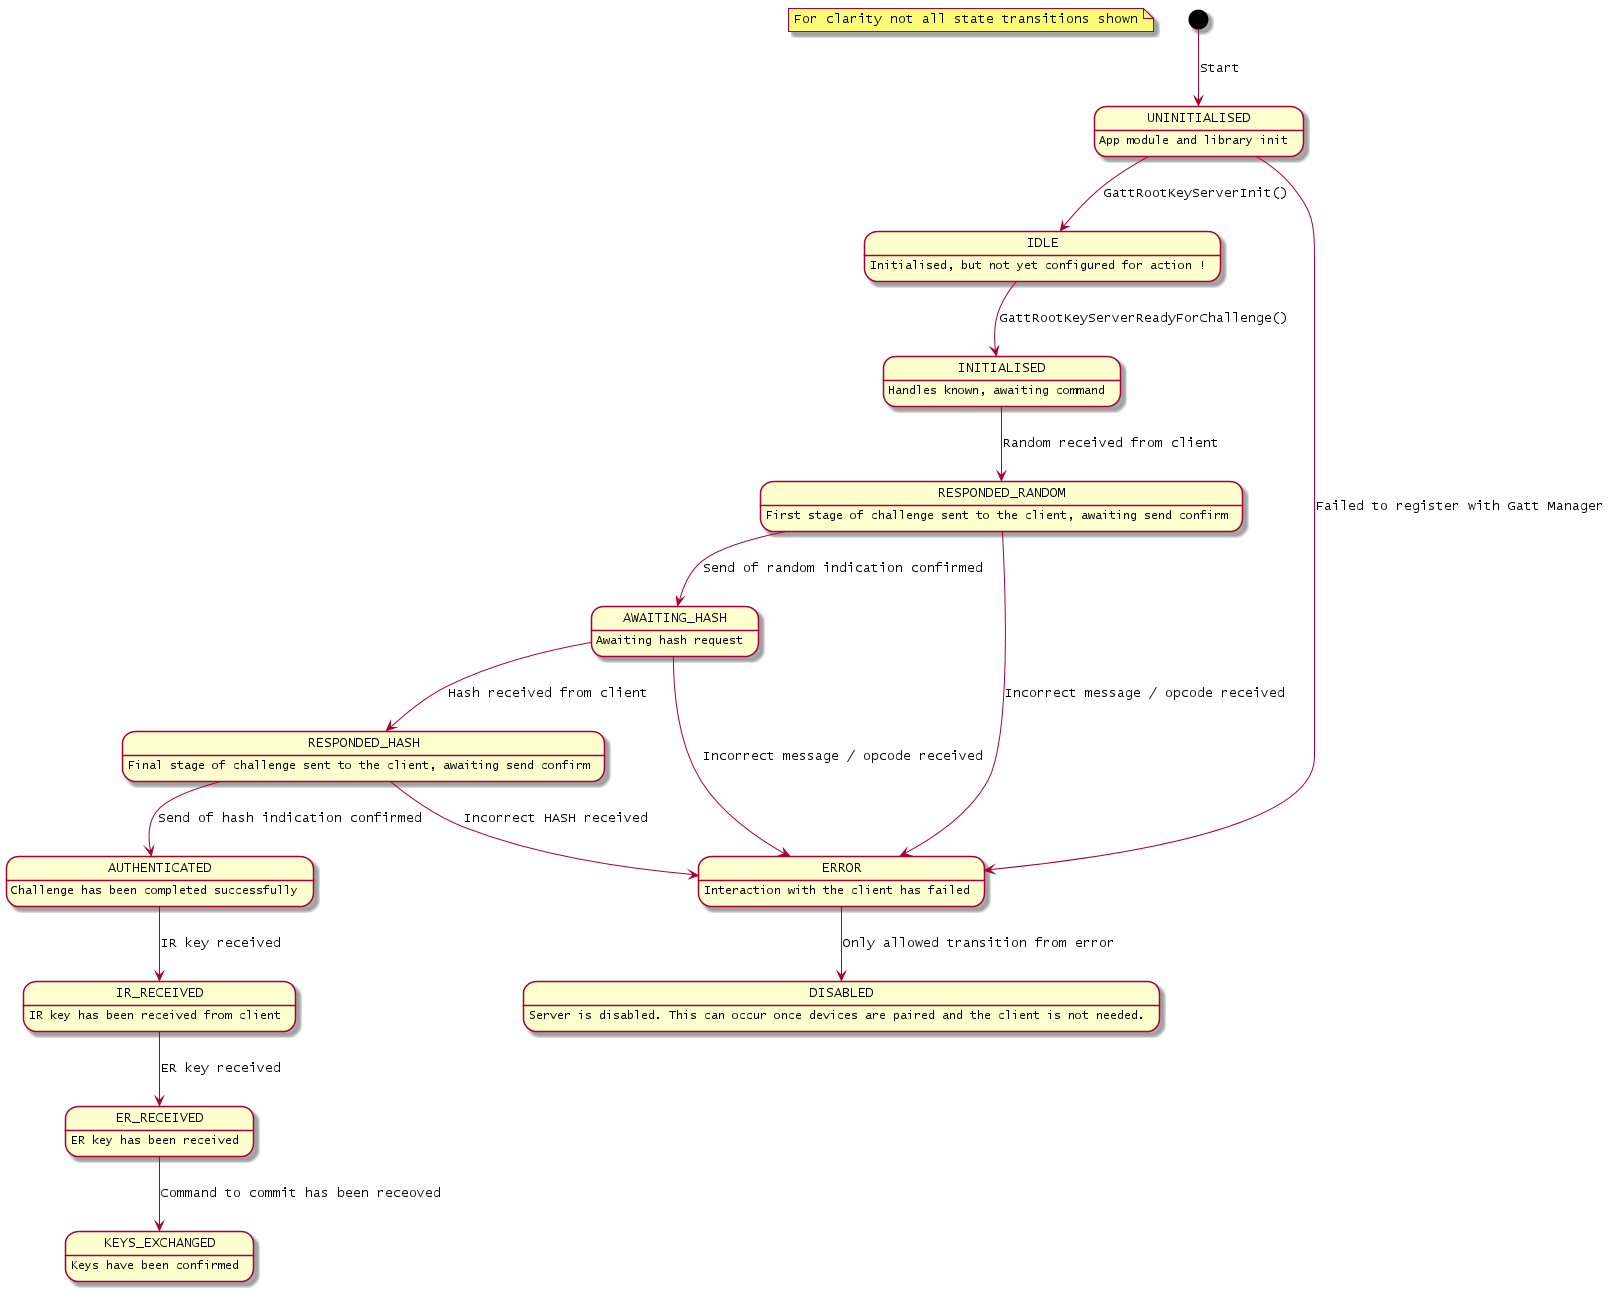 For clarity not all state transitions shown
Start
UNINITIALISED
App module and library init
GattRootKeyServerInit()
IDLE
Initialised, but not yet configured for action !
GattRootKeyServerReadyForChallenge()
INITIALISED
Handles known, awaiting command
Random received from client
RESPONDED_RANDOM
First stage of challenge sent to the client, awaiting send confirm
Failed to register with Gatt Manager
Send of random indication confirmed
AWAITING_HASH
Awaiting hash request
Hash received from client
Incorrect message / opcode received
RESPONDED_HASH
Final stage of challenge sent to the client, awaiting send confirm
Incorrect message / opcode received
Send of hash indication confirmed
Incorrect HASH received
AUTHENTICATED
Challenge has been completed successfully
ERROR
Interaction with the client has failed
IR key received
Only allowed transition from error
IR_RECEIVED
IR key has been received from client
DISABLED
Server is disabled. This can occur once devices are paired and the client is not needed.
ER key received
ER_RECEIVED
ER key has been received
Command to commit has been receoved
KEYS_EXCHANGED
Keys have been confirmed